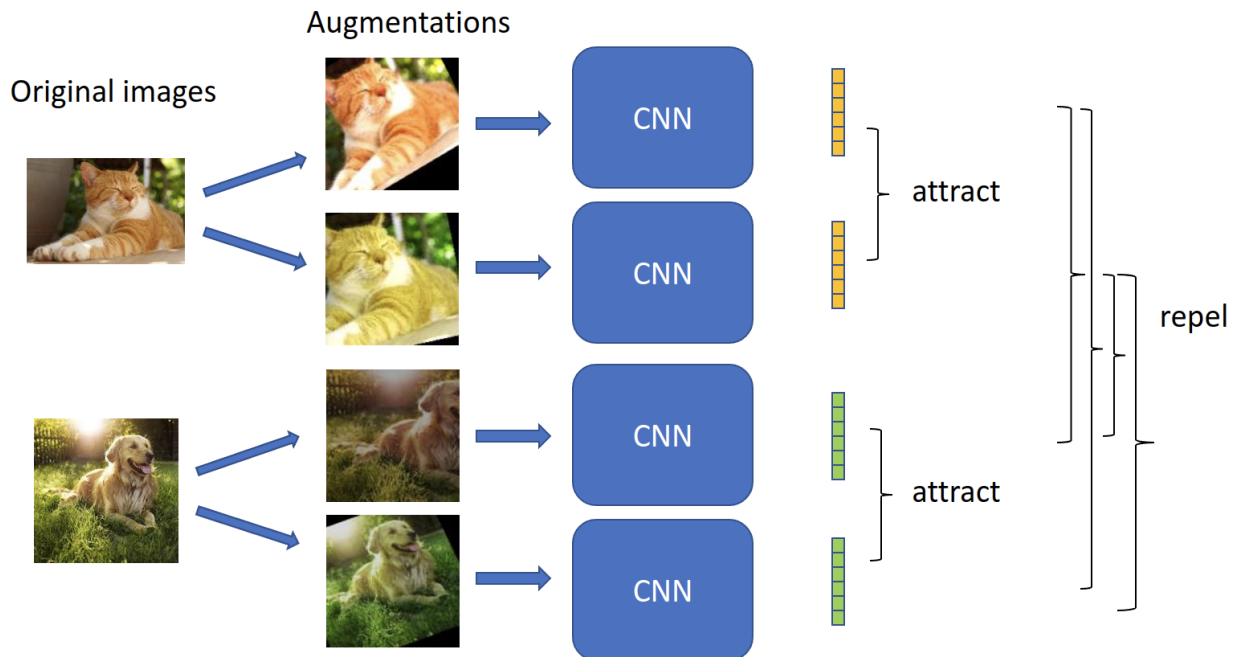 Augmentations
Original images
CNN
attract
CNN
repel
CNN
attract
CNN